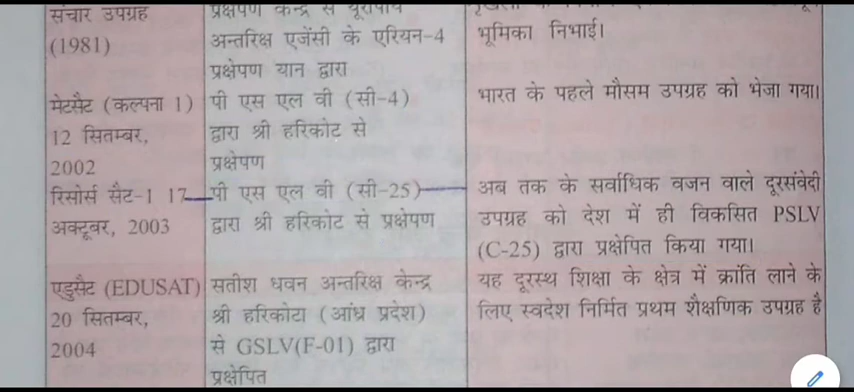 संचार उपग्रह
(1981)
प्रक्षेपण केन्द्र से यूरोपीय
अन्तरिक्ष एजेंसी के एरियन-4
प्रक्षेपण यान द्वारा
भूमिका निभाई।
मेटसैट (कल्पना 1)
12 सितम्बर,
2002
पी एस एल वी (सी-4)
द्वारा श्री हरिकोट से
प्रक्षेपण
भारत के पहले मौसम उपग्रह को भेजा गया।
रिसोर्स सैट-1 17
अक्टूबर, 2003
पी एस एल वी (सी-25)
द्वारा श्री हरिकोट से प्रक्षेपण
अब तक के सर्वाधिक वजन वाले दूरसंवेदी
उपग्रह को देश में ही विकसित PSLV
(C-25) द्वारा प्रक्षेपित किया गया।
एडुसैट (EDUSAT)
20 सितम्बर,
2004
सतीश धवन अन्तरिक्ष केन्द्र
श्री हरिकोटा (आंध्र प्रदेश)
से GSLV(F-01) द्वारा
प्रक्षेपित
यह दूरस्थ शिक्षा के क्षेत्र में क्रांति लाने के
लिए स्वदेश निर्मित प्रथम शैक्षणिक उपग्रह है